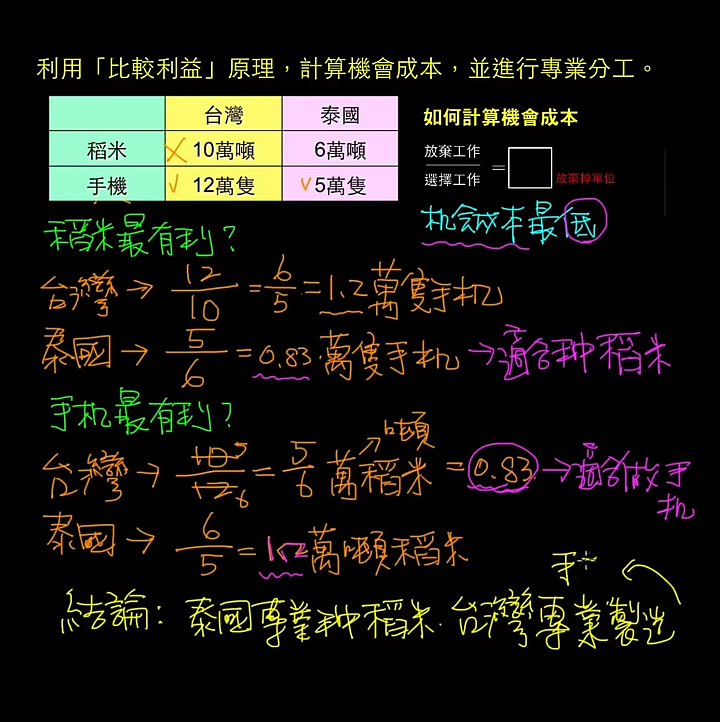 利用「比較利益」原理，計算機會成本，並進行專業分工。
台灣 泰國
稻米 10萬噸 6萬噸
手機 12萬隻 5萬隻
如何計算機會成本
放棄工作
選擇工作
=
放棄掉單位
机会成本最低
稻米最有利？
台灣 → 12/10 = 6/5 = 1.2 萬隻手机
泰國 → 5/6 = 0.83 萬隻手机 → 適合种稻米
手机最有利？
台灣 → 10/12 5/6 = 5/6 萬噸稻米 = 0.83 → 適合做手机
泰國 → 6/5 = 1.2 萬噸稻米
手
結論：泰國專業种稻米.台灣專業製造